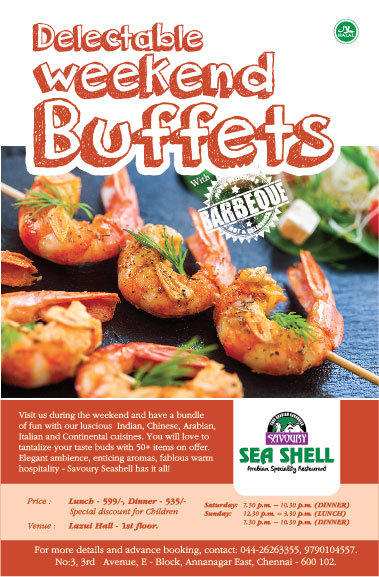 Delectable
weekend
Buffets
HALAL
With
BARBEQUE
Visit us during the weekend and have a bundle
of fun with our luscious Indian, Chinese, Arabian,
Italian and Continental cuisines. You will love to
tantalize your taste buds with 50+ items on offer.
Elegant ambience, enticing aromas, fabulous warm
hospitality - Savoury Seashell has it all!
SAVOURY
SEA SHELL
Arabian Speciality Restaurant
Price : Lunch - 599/-, Dinner - 535/-
Special discount for Children
Venue : Lazui Hall - 1st floor.
Saturday: 7.30 p.m. – 10.30 p.m. (DINNER)
Sunday: 12.30 p.m. – 3.30 p.m. (LUNCH)
7.30 p.m. – 10.30 p.m. (DINNER)
For more details and advance booking, contact: 044-26263355, 9790104557.
No:3, 3rd Avenue, E - Block, Annanagar East, Chennai - 600 102.